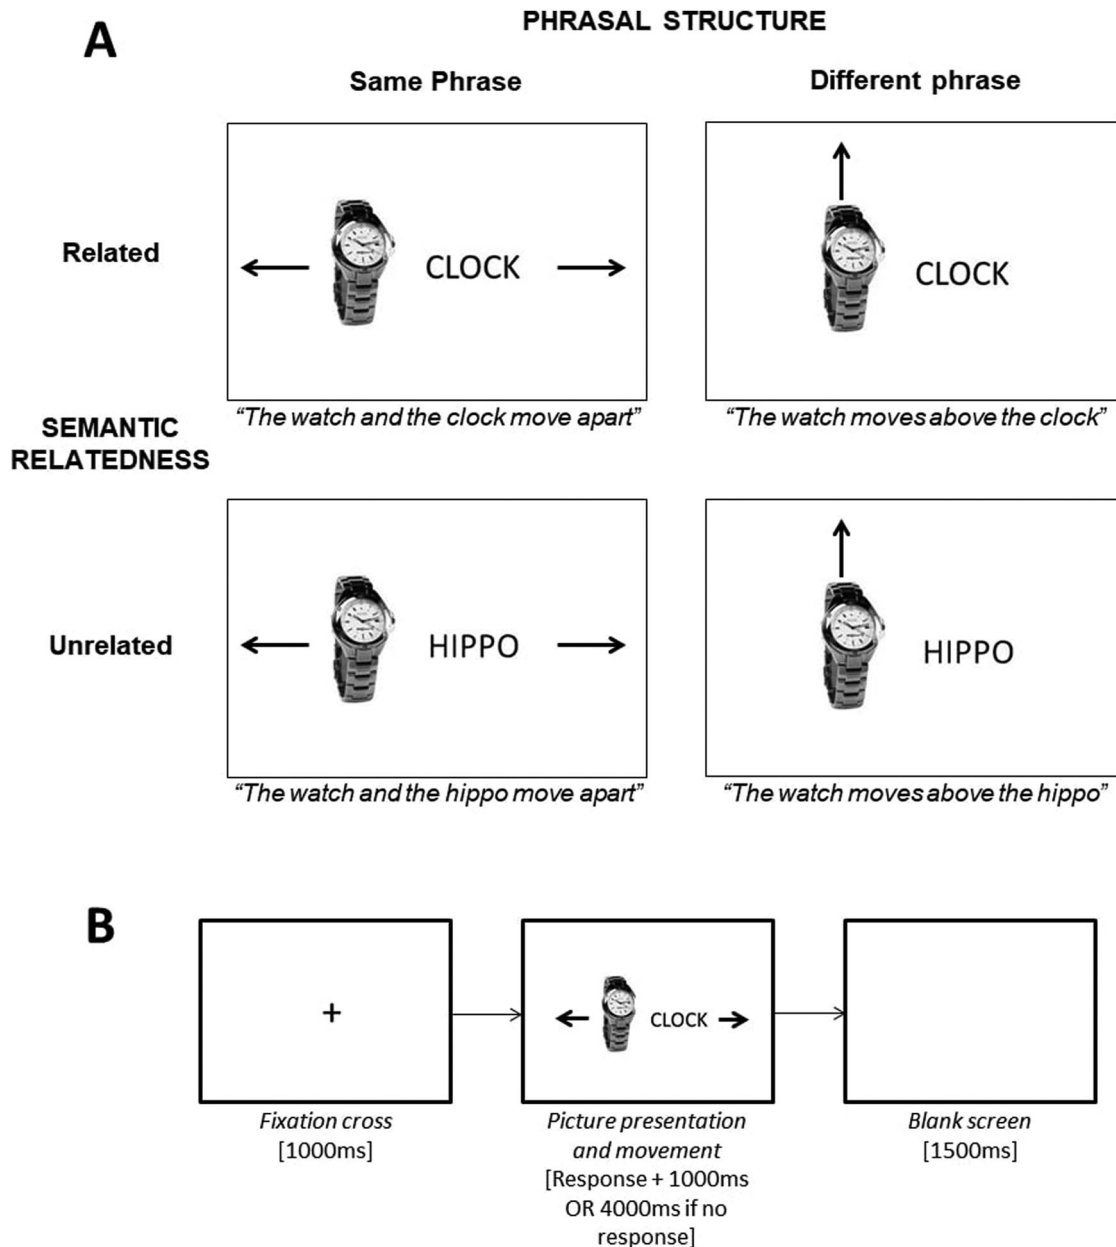 A
PHRASAL STRUCTURE
Same Phrase
Different phrase
Related
CLOCK
CLOCK
"The watch and the clock move apart"
"The watch moves above the clock"
SEMANTIC
RELATEDNESS
Unrelated
HIPPO
HIPPO
"The watch and the hippo move apart"
"The watch moves above the hippo"
B
+
CLOCK
Fixation cross
[1000ms]
Picture presentation
and movement
[Response + 1000ms
OR 4000ms if no
response]
Blank screen
[1500ms]